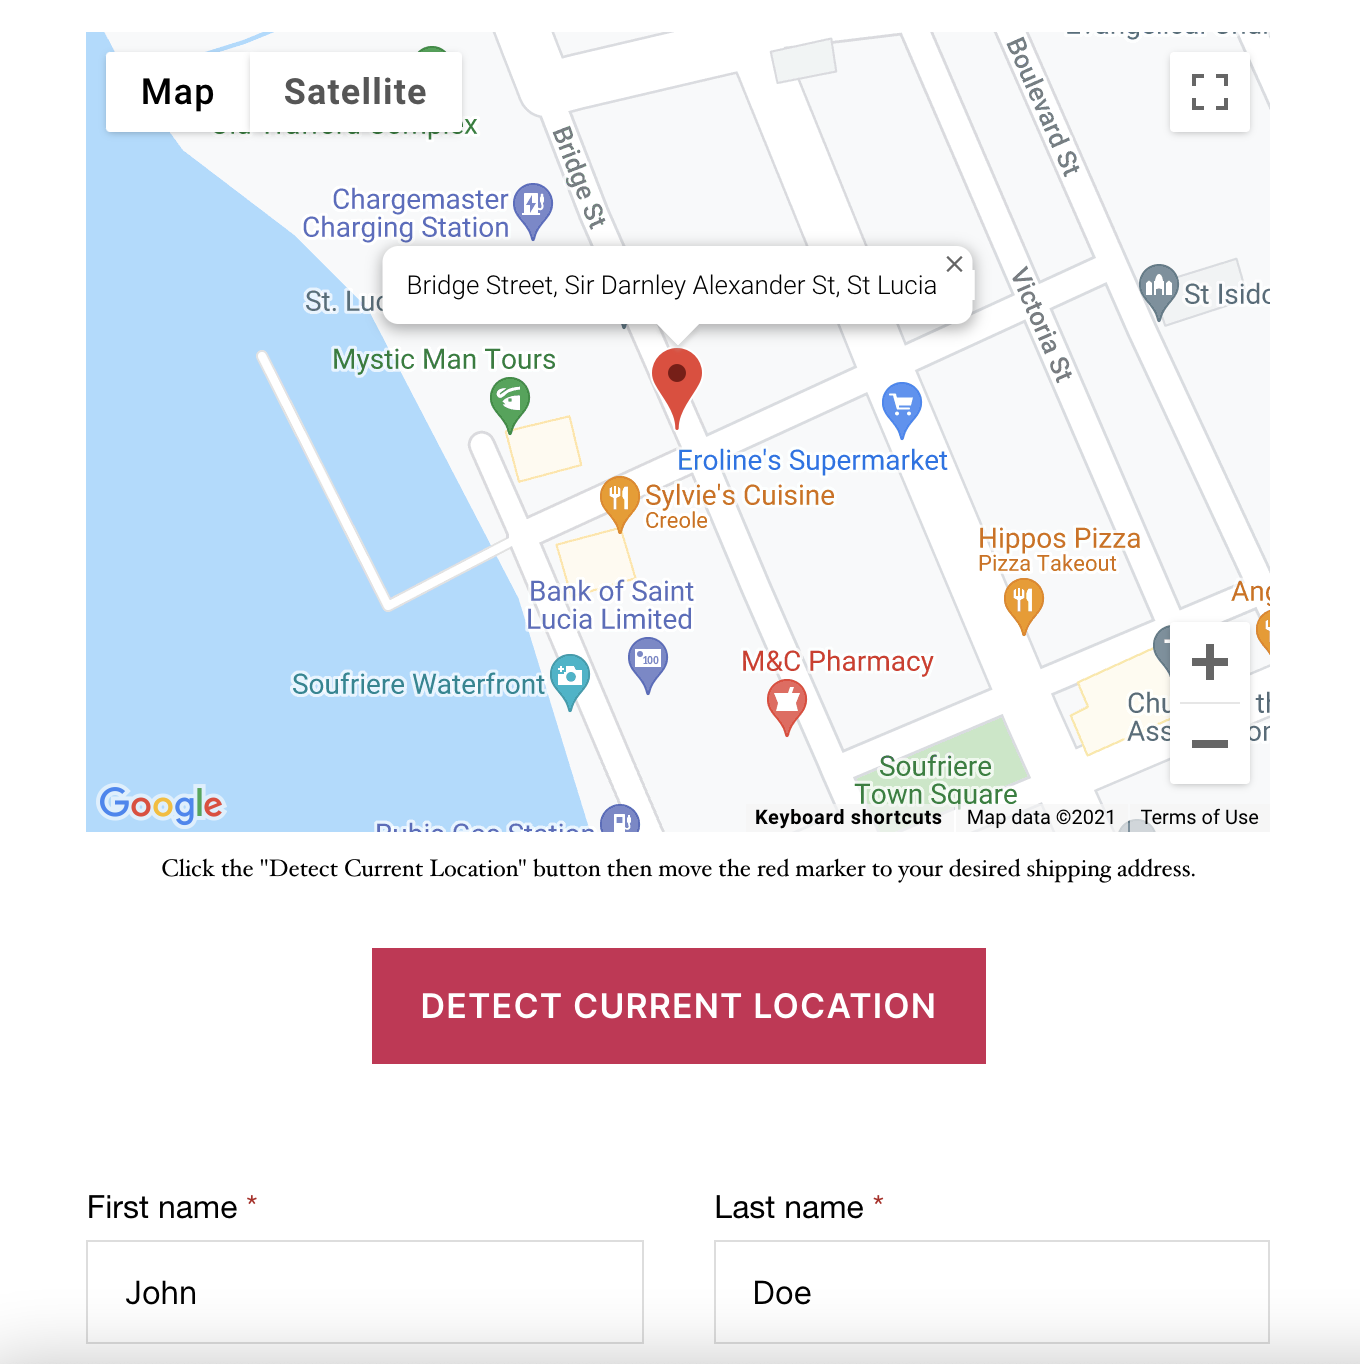 Map
Satellite
Boulevard St
Bridge St
Chargemaster
Charging Station
Bridge Street, Sir Darnley Alexander St, St Lucia
St. Luc
St Isido
Victoria St
Mystic Man Tours
Eroline's Supermarket
Sylvie's Cuisine
Creole
Hippos Pizza
Pizza Takeout
Bank of Saint
Lucia Limited
100
Ang
M&C Pharmacy
Soufriere Waterfront
Soufriere
Town Square
Google
Keyboard shortcuts
Map data ©2021
Terms of Use
Click the "Detect Current Location" button then move the red marker to your desired shipping address.
DETECT CURRENT LOCATION
First name *
Last name *
John
Doe